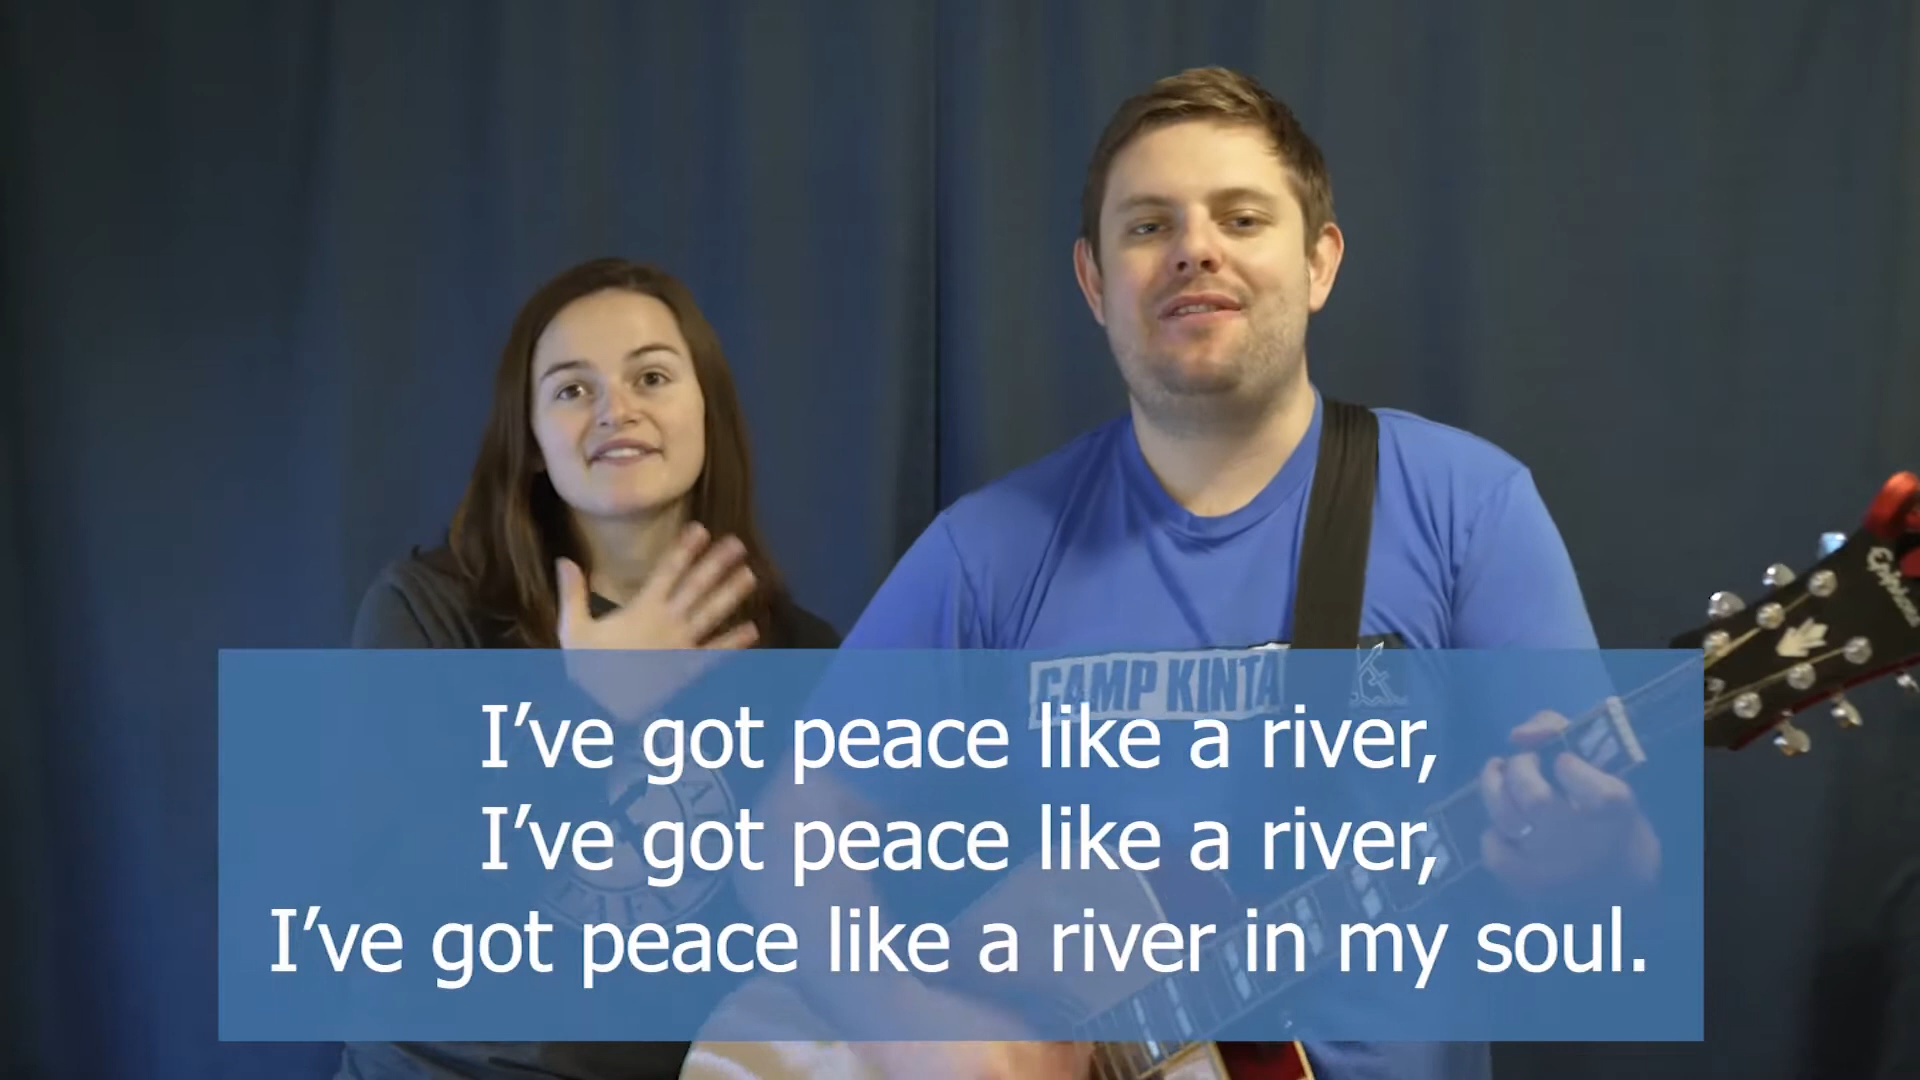 Epiphone
CAMP KINTA
I've got peace like a river,
I've got peace like a river,
I've got peace like a river in my soul.